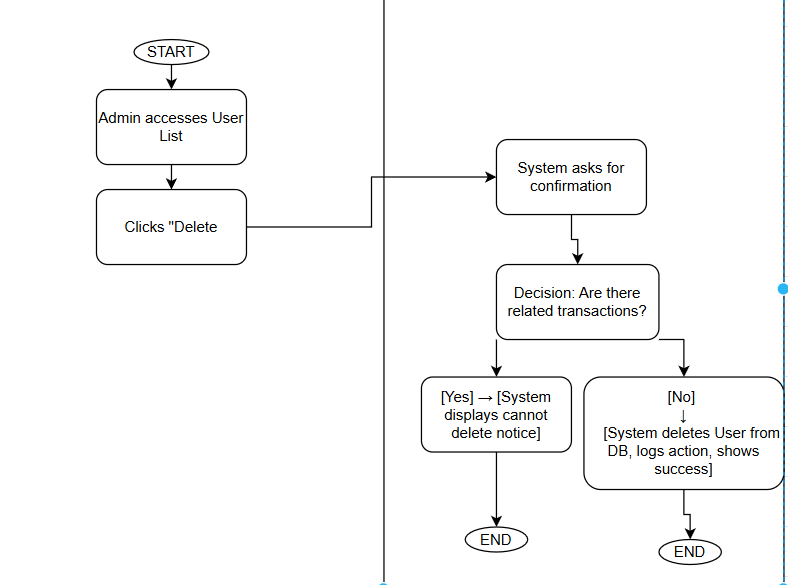 START
Admin accesses User
List
Clicks "Delete
System asks for
confirmation
Decision: Are there
related transactions?
[Yes] → [System
displays cannot
delete notice]
[No]
↓
[System deletes User from
DB, logs action, shows
success]
END
END